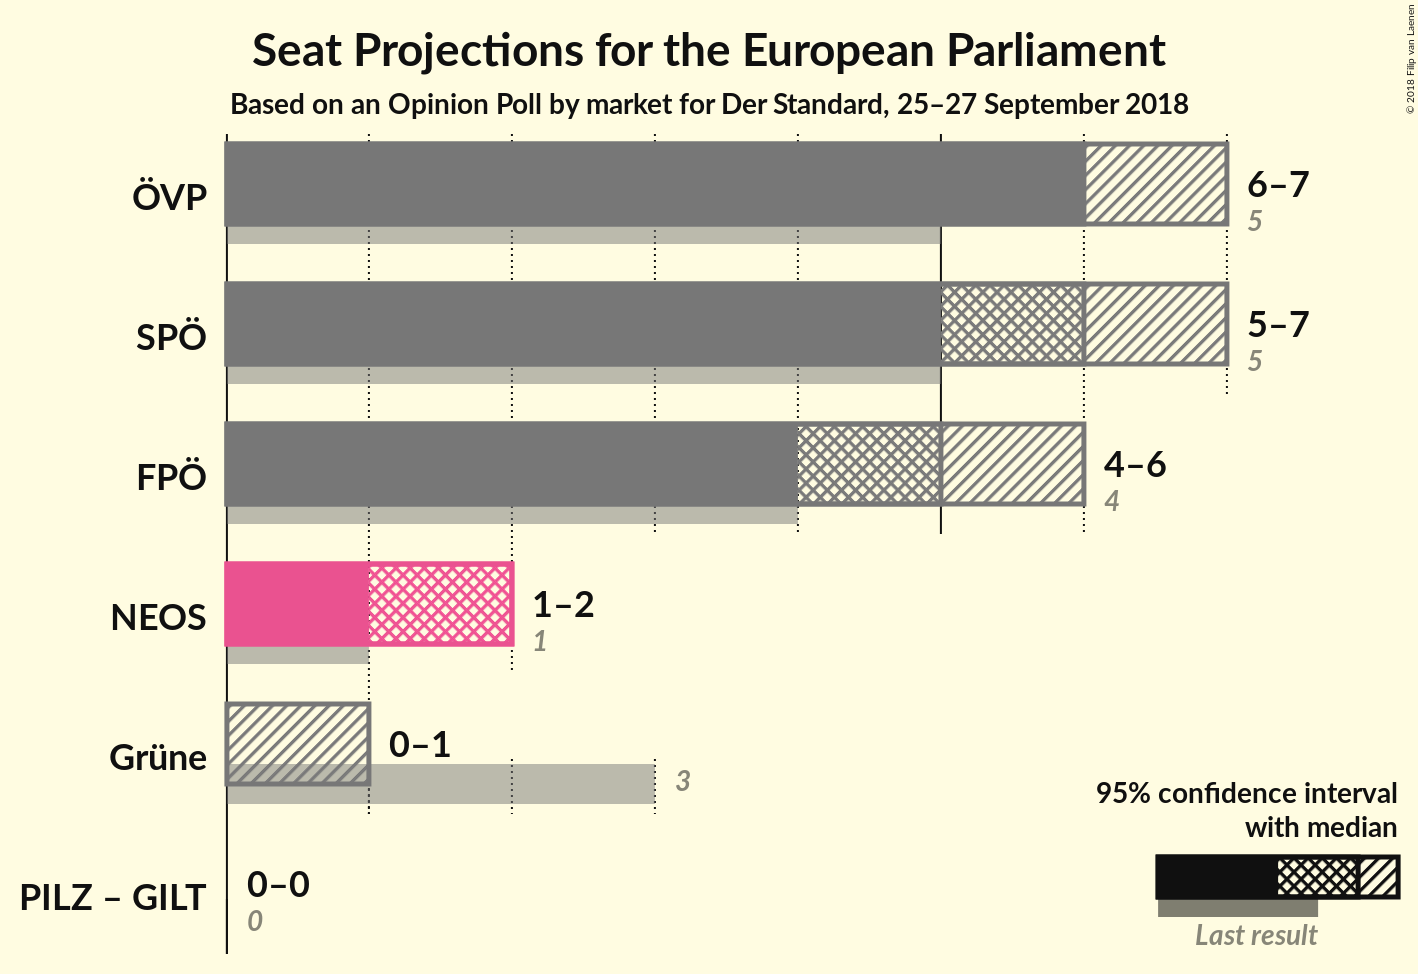 Seat Projections for the European Parliament
Based on an Opinion Poll by market for Der Standard, 25–27 September 2018
© 2018 Filip van Laenen
ÖVP
6–7
5
SPÖ
5–7
5
FPÖ
4–6
4
NEOS
1–2
1
Grüne
0–1
3
PILZ – GILT
0–0
0
95% confidence interval
with median
Last result